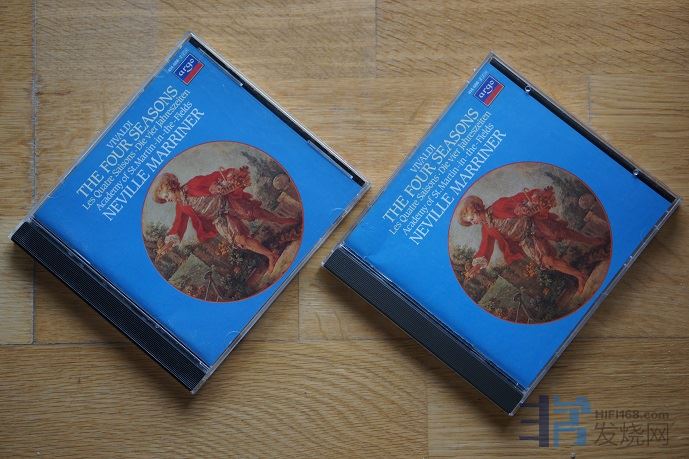 argo
VIVALDI
THE FOUR SEASONS
Les Quatre Saisons · Die vier Jahreszeiten
Academy of St. Martin-in-the-Fields
NEVILLE MARRINER
argo
VIVALDI
THE FOUR SEASONS
Les Quatre Saisons · Die vier Jahreszeiten
Academy of St. Martin-in-the-Fields
NEVILLE MARRINER
非常
HIFI168.com
发烧网